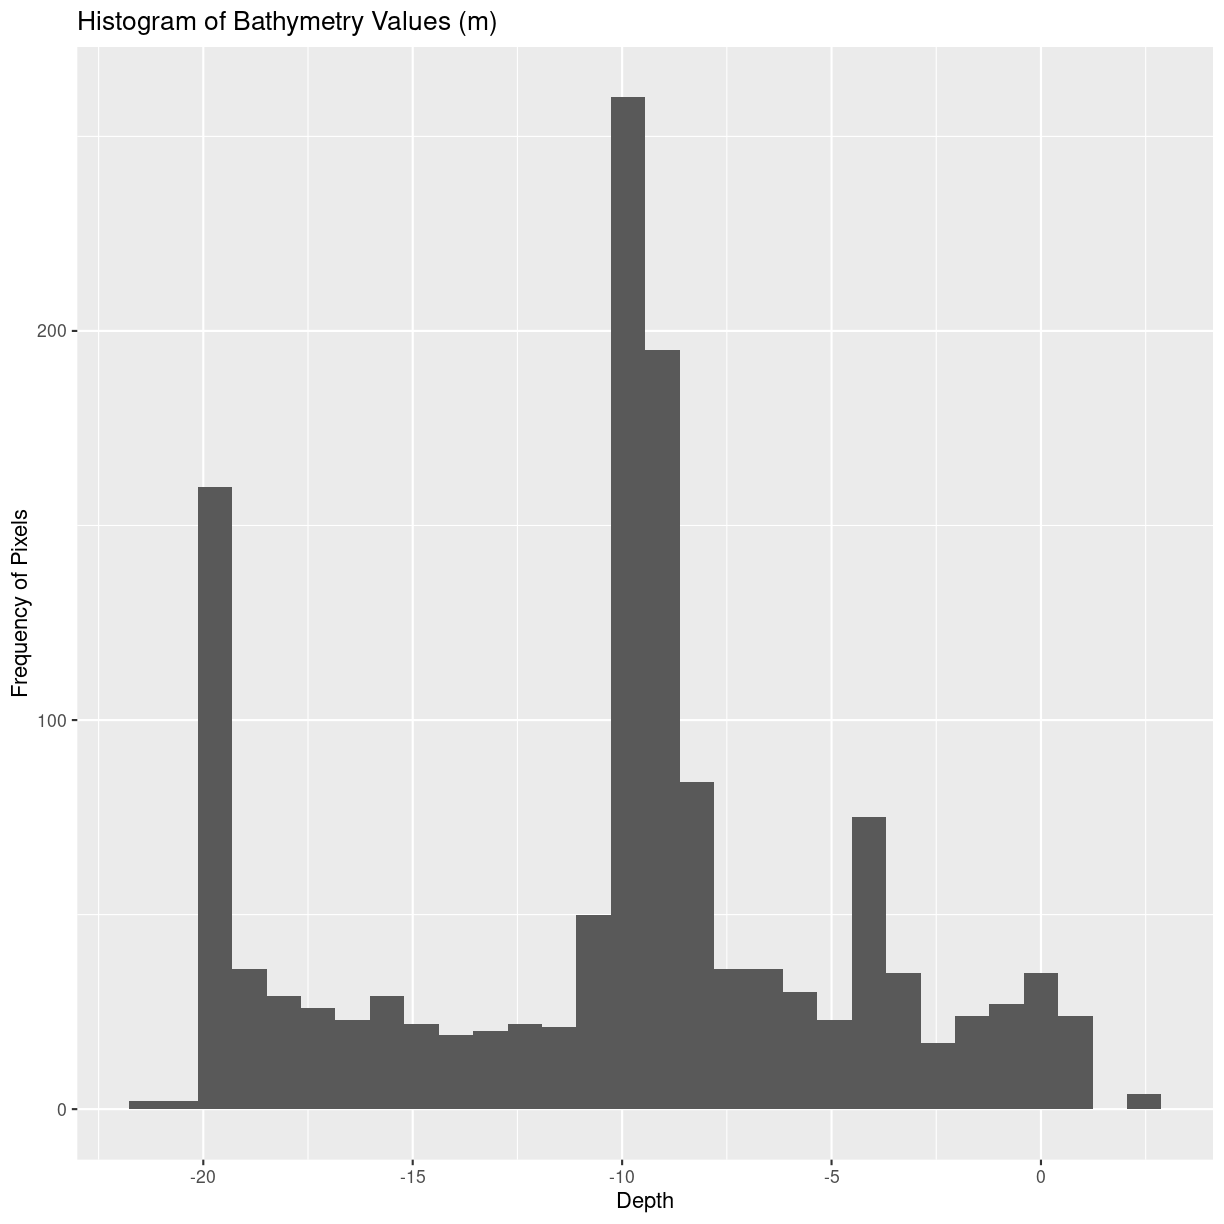 Histogram of Bathymetry Values (m)
Frequency of Pixels
200
100
0
-20 -15 -10 -5 0
Depth